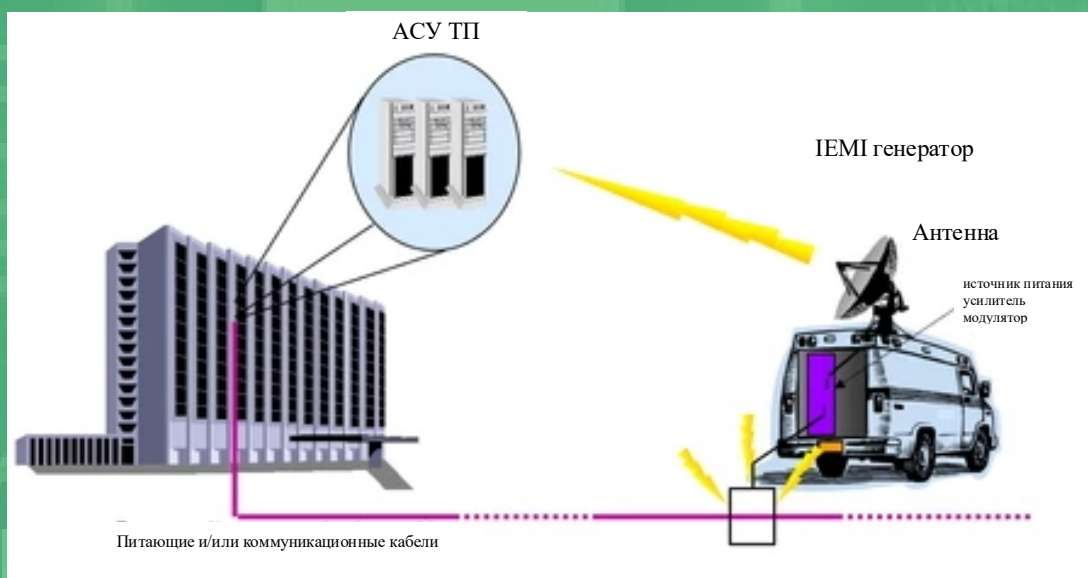 АСУ ТП
IEMI генератор
Антенна
источник питания
усилитель
модулятор
Питающие и/или коммуникационные кабели